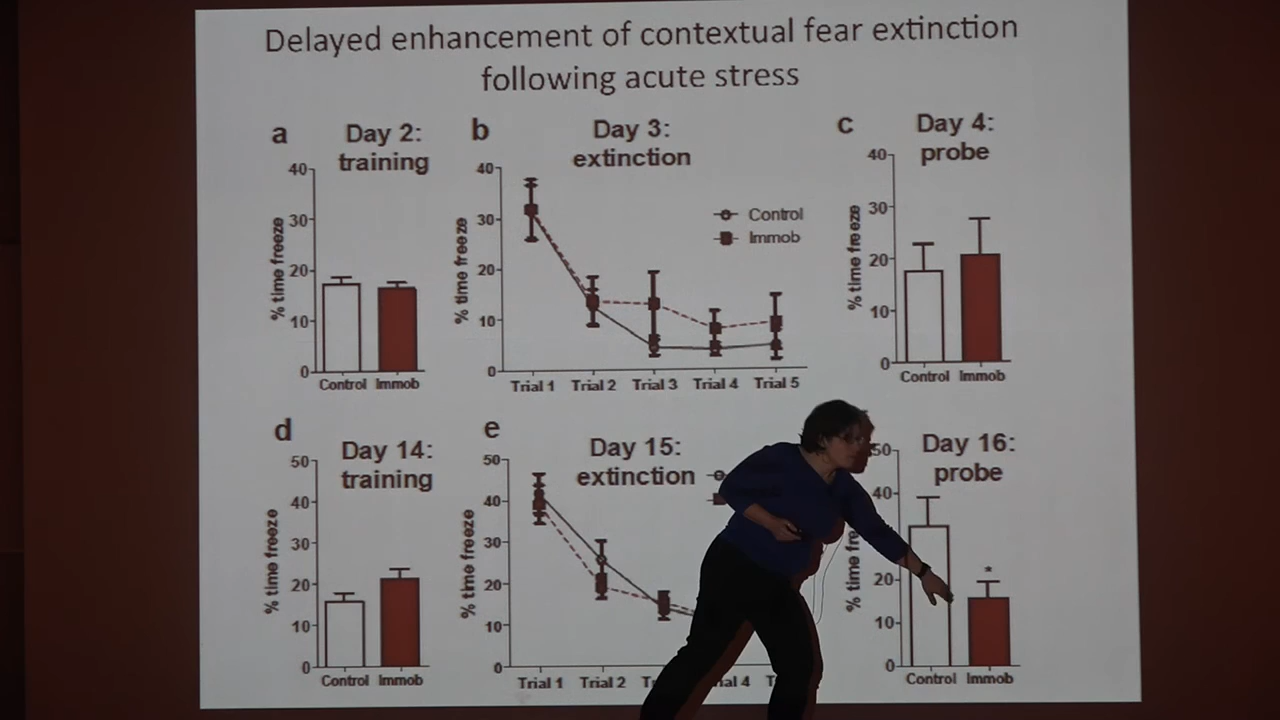 Delayed enhancement of contextual fear extinction
following acute stress
a
Day 2:
training
% time freeze
40
30
20
10
0
Control Immob
b
Day 3:
extinction
% time freeze
40
30
20
10
0
Control
Immob
Trial 1 Trial 2 Trial 3 Trial 4 Trial 5
c
Day 4:
probe
% time freeze
40
30
20
10
0
Control Immob
d
Day 14:
training
% time freeze
50
40
30
20
10
0
Control Immob
e
Day 15:
extinction
% time freeze
50
40
30
20
10
0
Trial 1 Trial 2
Day 16:
probe
% time
50
40
20
10
0
*
Control Immob